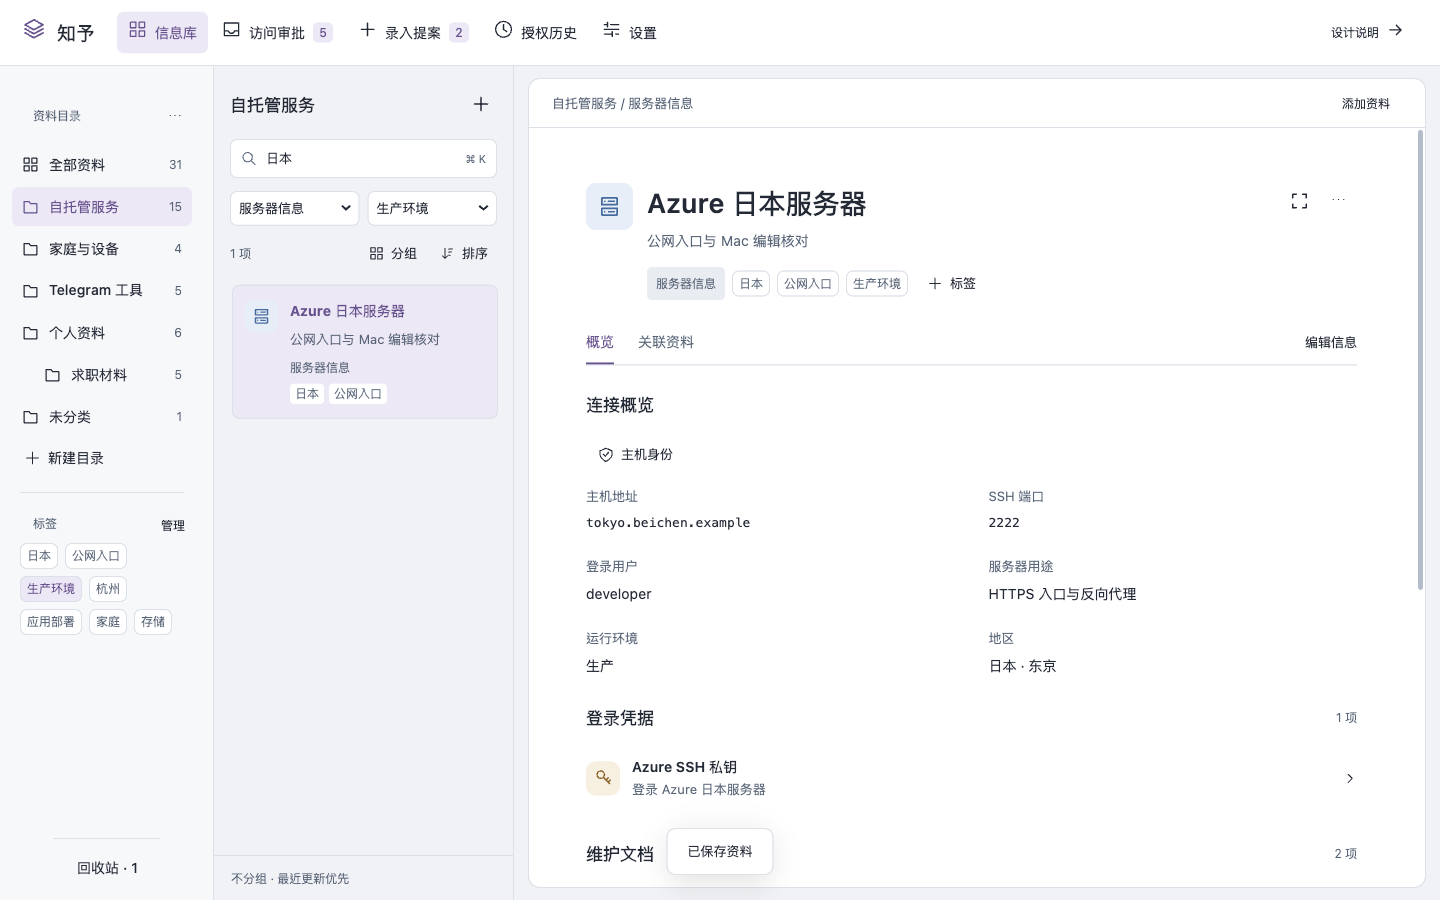 知予
信息库
访问审批 5
录入提案 2
授权历史
设置
设计说明
资料目录 ···
全部资料 31
自托管服务 15
家庭与设备 4
Telegram 工具 5
个人资料 6
求职材料 5
未分类 1
新建目录
标签 管理
日本 公网入口
生产环境 杭州
应用部署 家庭 存储
回收站 · 1
自托管服务
日本 ⌘ K
服务器信息 生产环境
1 项 分组 排序
Azure 日本服务器
公网入口与 Mac 编辑核对
服务器信息
日本 公网入口
不分组 · 最近更新优先
自托管服务 / 服务器信息 添加资料
Azure 日本服务器 ···
公网入口与 Mac 编辑核对
服务器信息 日本 公网入口 生产环境 标签
概览 关联资料 编辑信息
连接概览
主机身份
主机地址 SSH 端口
tokyo.beichen.example 2222
登录用户 服务器用途
developer HTTPS 入口与反向代理
运行环境 地区
生产 日本 · 东京
登录凭据 1 项
Azure SSH 私钥
登录 Azure 日本服务器
维护文档 2 项
已保存资料